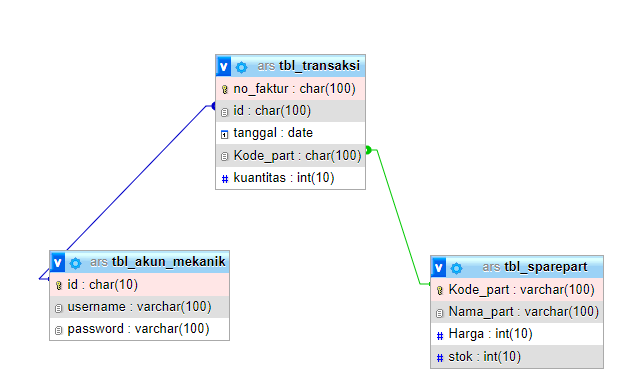 ars tbl_transaksi
no_faktur : char(100)
id : char(100)
tanggal : date
Kode_part : char(100)
# kuantitas : int(10)
ars tbl_akun_mekanik
id : char(10)
username : varchar(100)
password : varchar(100)
ars tbl_sparepart
Kode_part : varchar(100)
Nama_part : varchar(100)
# Harga : int(10)
# stok : int(10)